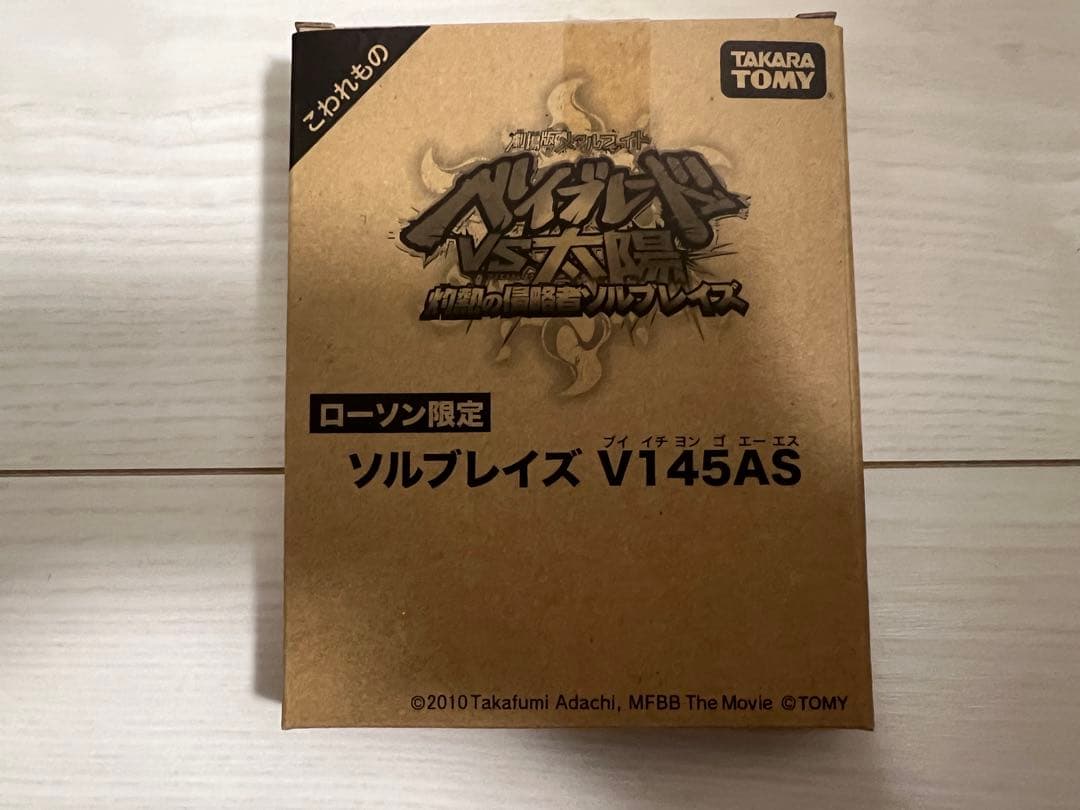 こわれもの
TAKARA
TOMY
劇場版メタルファイト
ベイブレード
VS太陽
灼熱の侵略者ソルブレイズ
ローソン限定
ブイ イチ ヨン ゴ エー エス
ソルブレイズ V145AS
©2010 Takafumi Adachi, MFBB The Movie ©TOMY